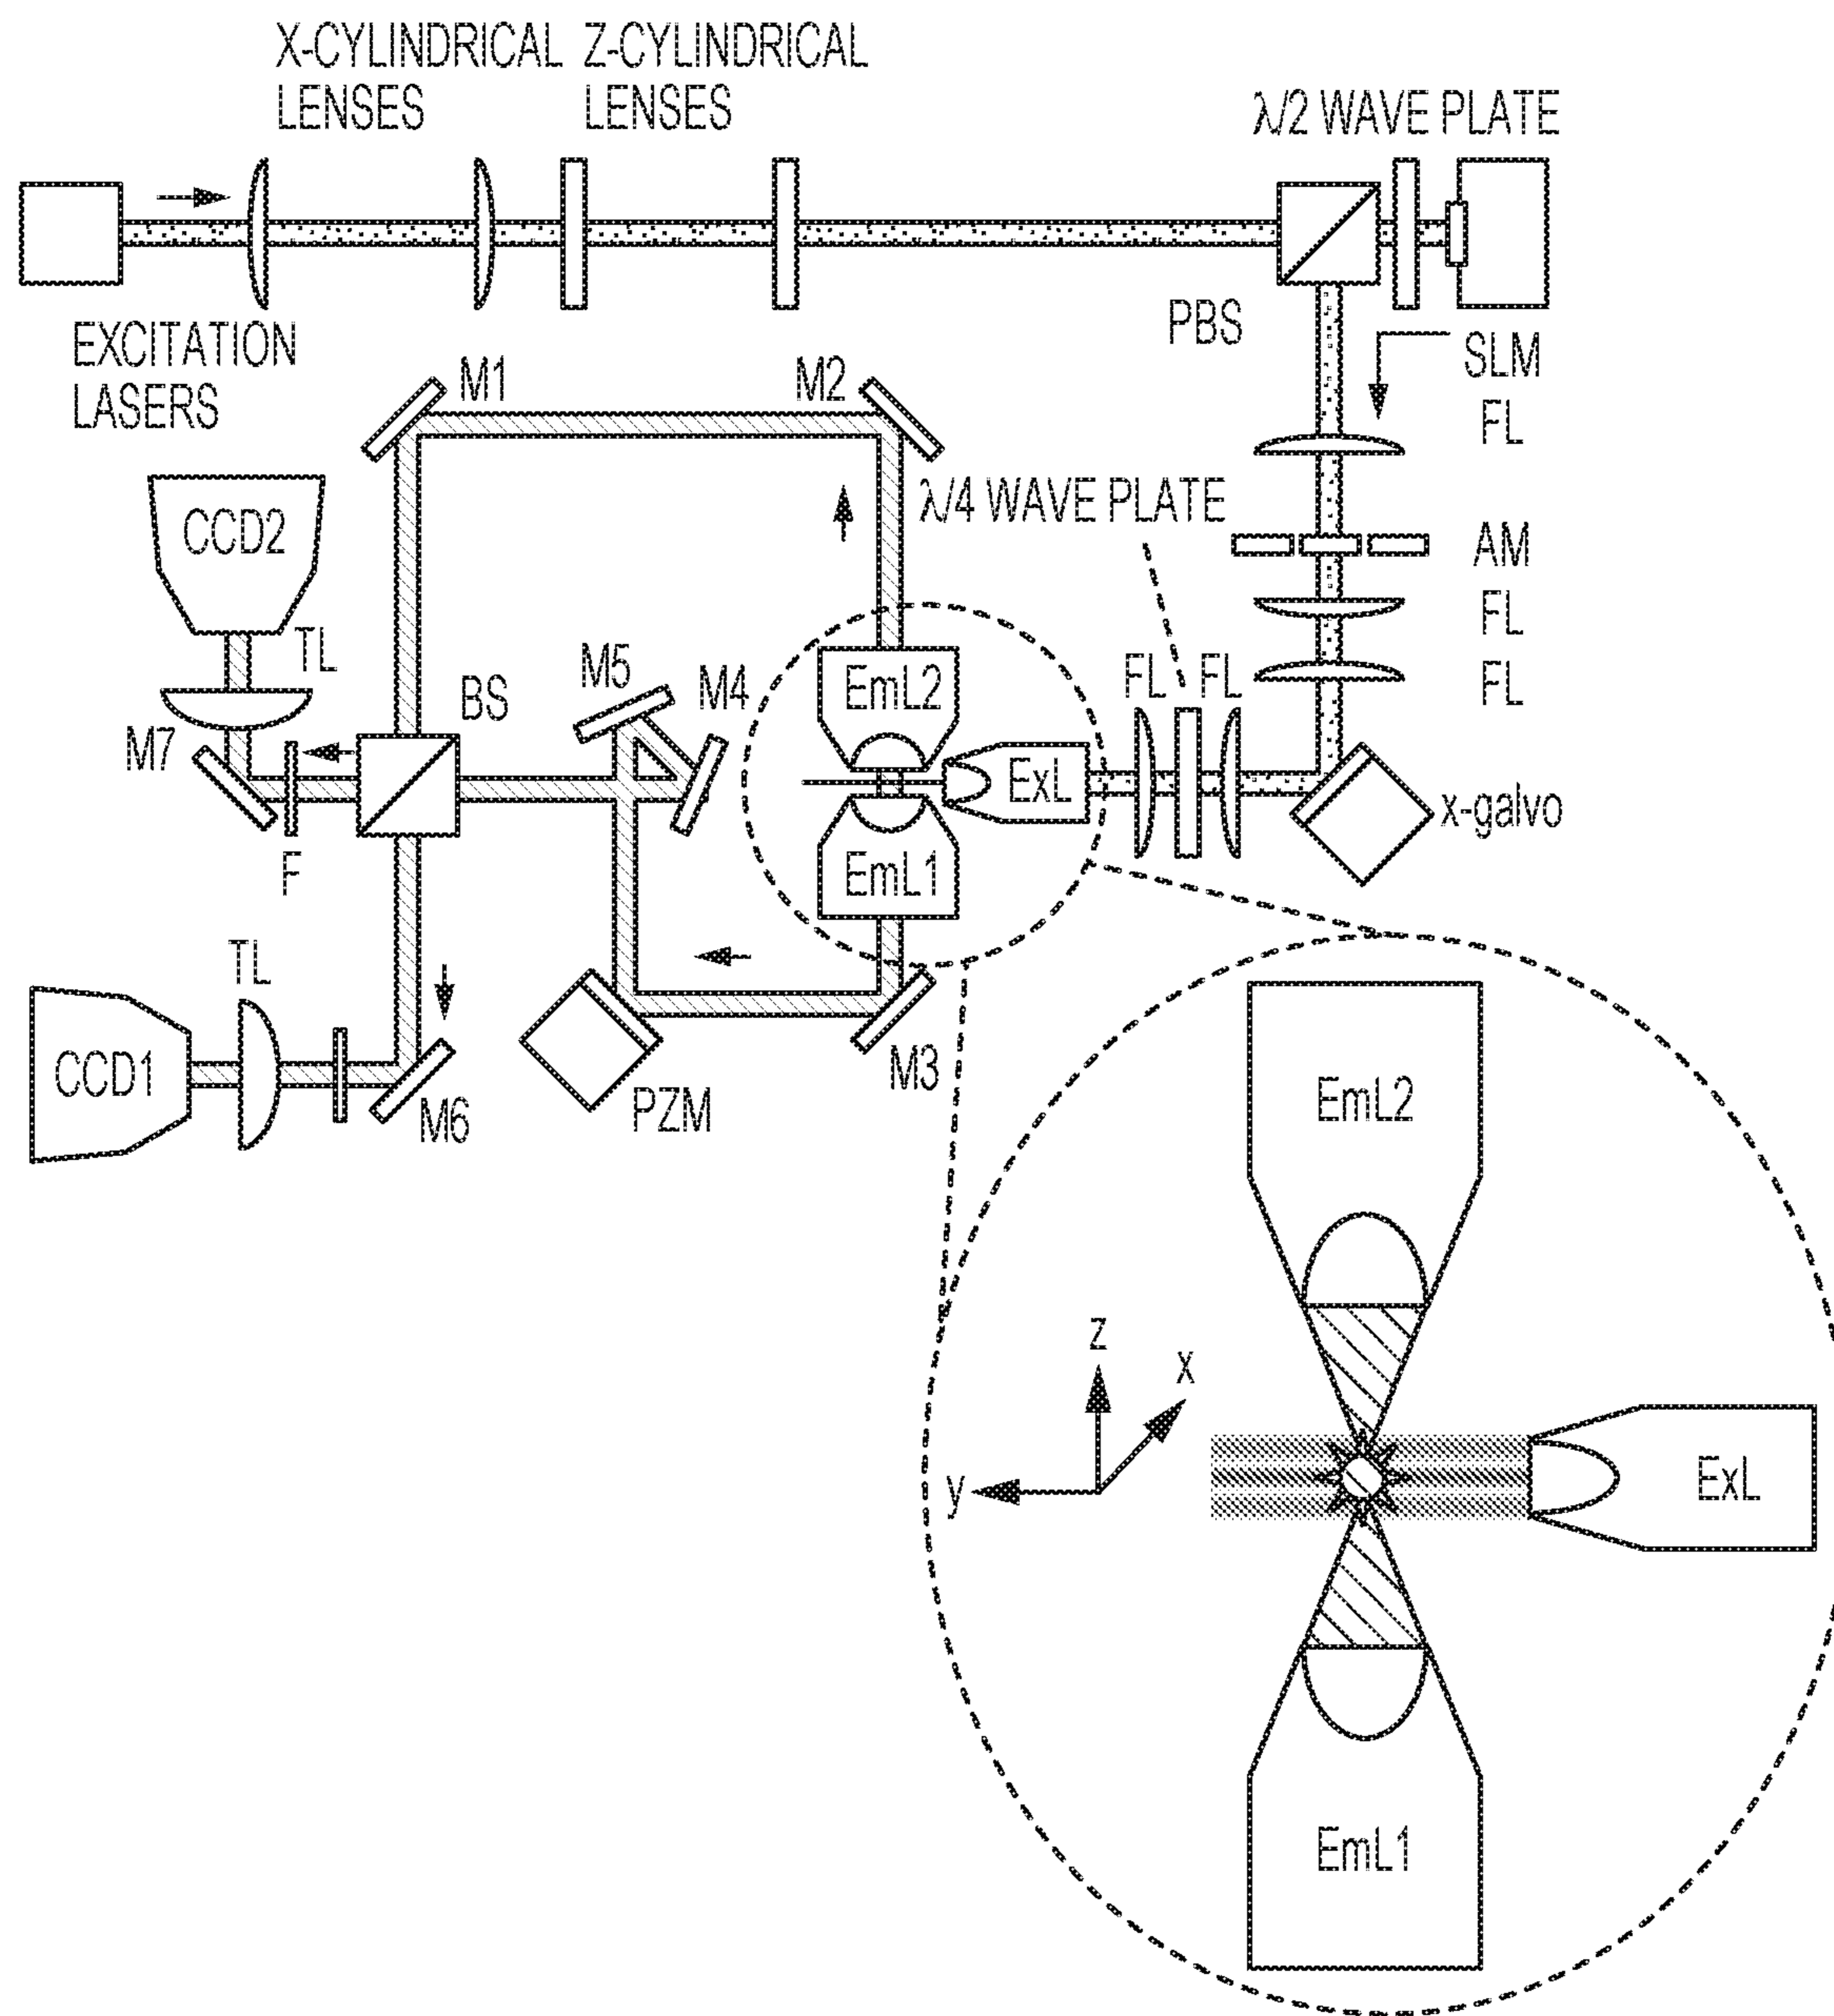 X-CYLINDRICAL
LENSES
Z-CYLINDRICAL
LENSES
λ/2 WAVE PLATE
EXCITATION
LASERS
PBS
SLM
FL
M1
M2
λ/4 WAVE PLATE
AM
FL
FL
CCD2
TL
BS
M5
M4
EmL2
FL
FL
M7
F
ExL
x-galvo
EmL1
TL
CCD1
M6
PZM
M3
EmL2
z
x
y
ExL
EmL1